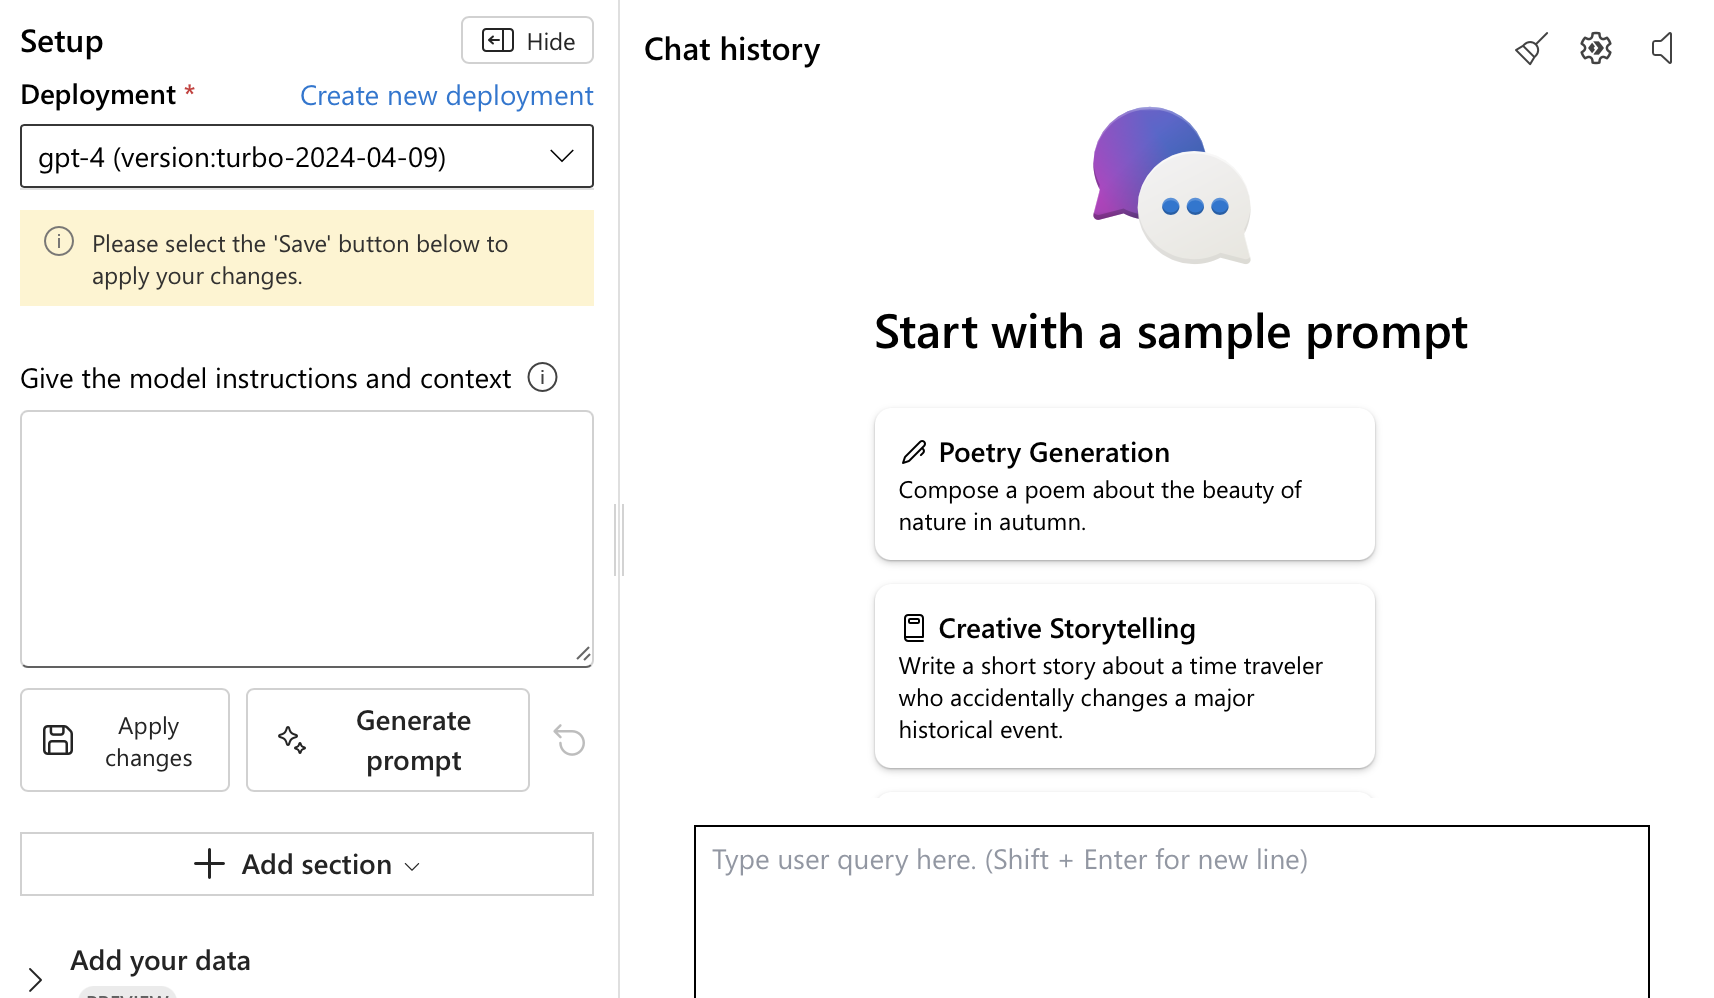 Setup
Hide
Deployment *
Create new deployment
gpt-4 (version:turbo-2024-04-09)
Please select the 'Save' button below to
apply your changes.
Give the model instructions and context
Apply
changes
Generate
prompt
Add section
Add your data
PREVIEW
Chat history
Start with a sample prompt
Poetry Generation
Compose a poem about the beauty of
nature in autumn.
Creative Storytelling
Write a short story about a time traveler
who accidentally changes a major
historical event.
Type user query here. (Shift + Enter for new line)